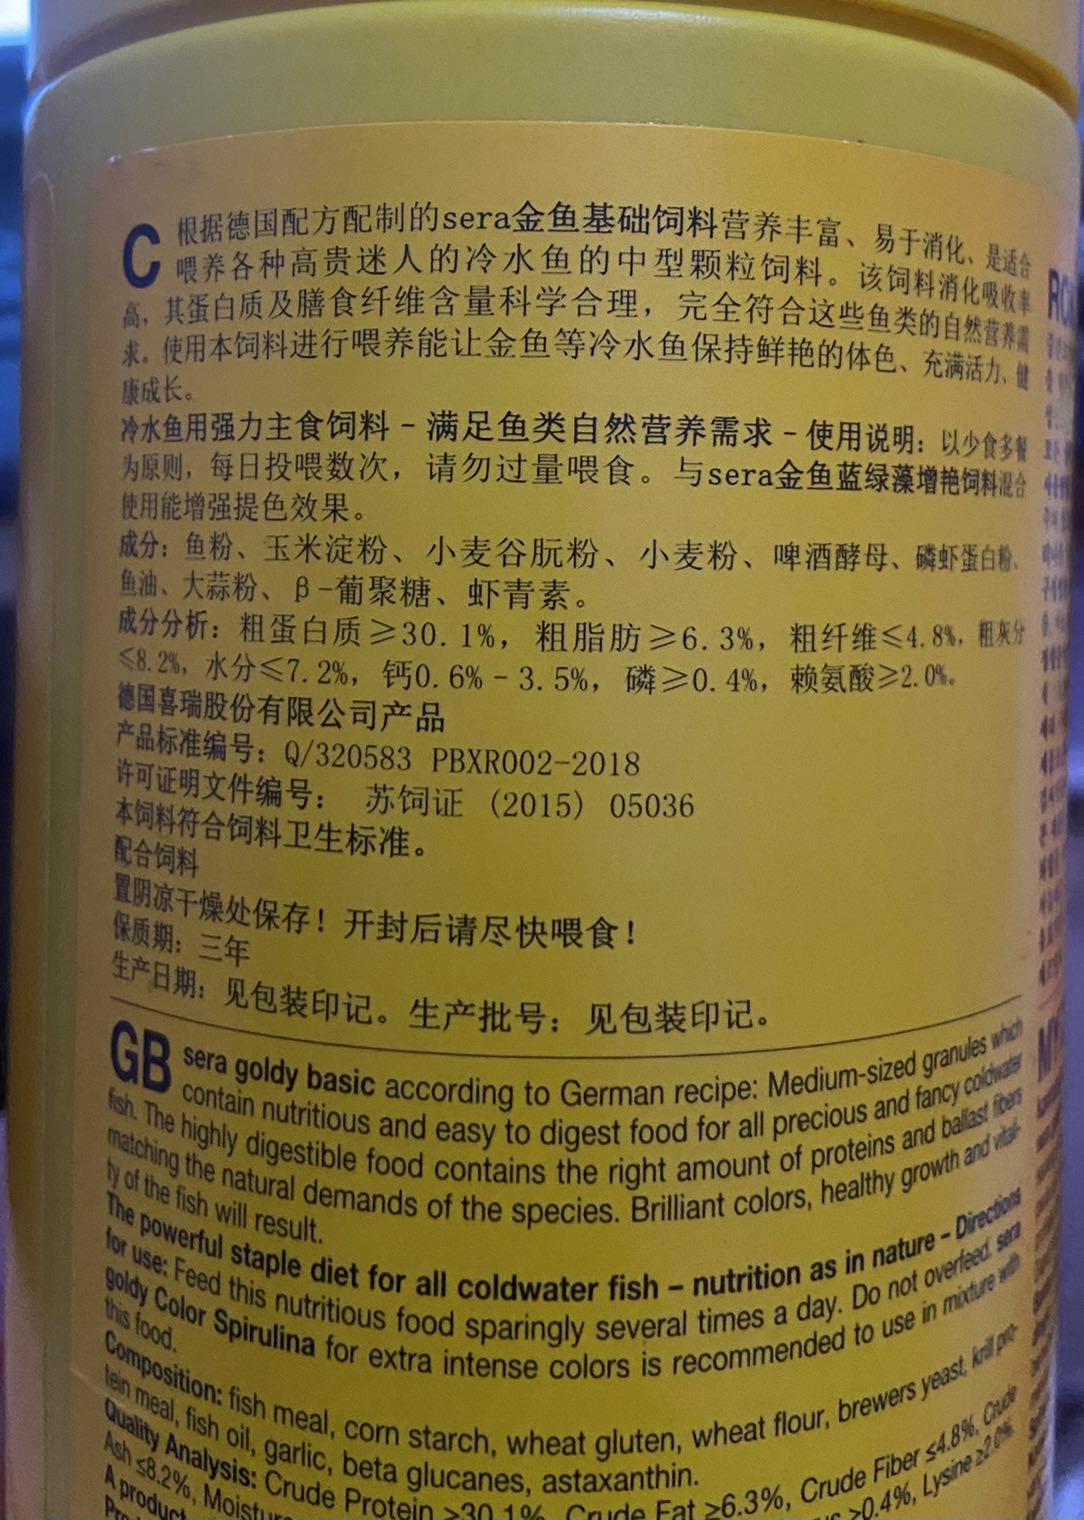 C 根据德国配方配制的sera金鱼基础饲料营养丰富、易于消化、是适合
喂养各种高贵迷人的冷水鱼的中型颗粒饲料。该饲料消化吸收率
高，其蛋白质及膳食纤维含量科学合理，完全符合这些鱼类的自然营养需
求。使用本饲料进行喂养能让金鱼等冷水鱼保持鲜艳的体色、充满活力、健
康成长。
冷水鱼用强力主食饲料－满足鱼类自然营养需求－使用说明：以少食多餐
为原则，每日投喂数次，请勿过量喂食。与sera金鱼蓝绿藻增艳饲料混合
使用能增强提色效果。
成分：鱼粉、玉米淀粉、小麦谷朊粉、小麦粉、啤酒酵母、磷虾蛋白粉、
鱼油、大蒜粉、β-葡聚糖、虾青素。
成分分析：粗蛋白质≥30.1%，粗脂肪≥6.3%，粗纤维≤4.8%，粗灰分
≤8.2%，水分≤7.2%，钙0.6%－3.5%，磷≥0.4%，赖氨酸≥2.0%。
德国喜瑞股份有限公司产品
产品标准编号：Q/320583 PBXR002-2018
许可证明文件编号： 苏饲证 (2015) 05036
本饲料符合饲料卫生标准。
配合饲料
置阴凉干燥处保存！开封后请尽快喂食！
保质期：三年
生产日期：见包装印记。生产批号：见包装印记。
GB sera goldy basic according to German recipe: Medium-sized granules which
contain nutritious and easy to digest food for all precious and fancy coldwater
fish. The highly digestible food contains the right amount of proteins and ballast fibers
matching the natural demands of the species. Brilliant colors, healthy growth and vitali-
ty of the fish will result.
The powerful staple diet for all coldwater fish – nutrition as in nature – Directions
for use: Feed this nutritious food sparingly several times a day. Do not overfeed. sera
goldy Color Spirulina for extra intense colors is recommended to use in mixture with
this food.
Composition: fish meal, corn starch, wheat gluten, wheat flour, brewers yeast, krill pro-
tein meal, fish oil, garlic, beta glucanes, astaxanthin.
Quality Analysis: Crude Protein ≥30.1%, Crude Fat ≥6.3%, Crude Fiber ≤4.8%, Crude
Ash ≤8.2%, ≥0.4%, Lysine ≥2.0%.
A product